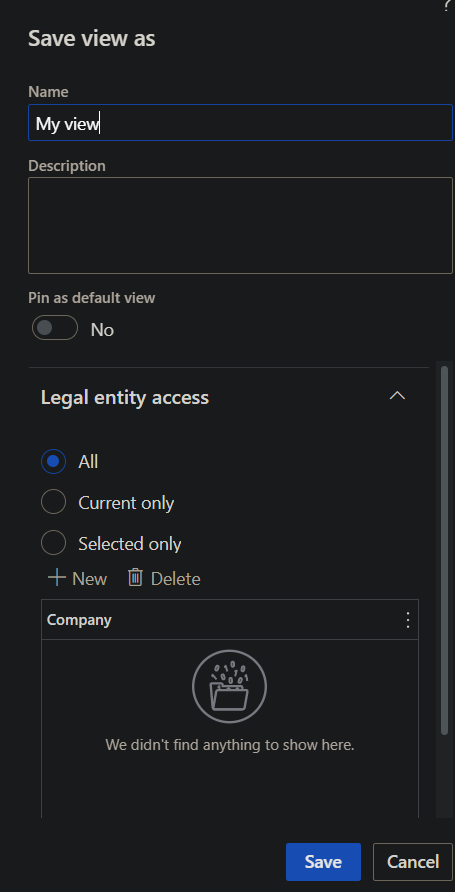 ?
Save view as
Name
My view
Description
Pin as default view
No
Legal entity access
All
Current only
Selected only
New Delete
Company
We didn't find anything to show here.
Save Cancel